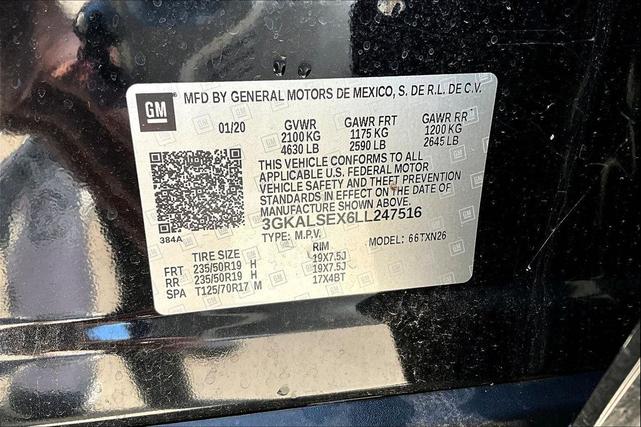 GM MFD BY GENERAL MOTORS DE MEXICO, S. DE R.L. DE C.V.
01/20 GVWR GAWR FRT GAWR RR
2100 KG 1175 KG 1200 KG
4630 LB 2590 LB 2645 LB
THIS VEHICLE CONFORMS TO ALL
APPLICABLE U.S. FEDERAL MOTOR
VEHICLE SAFETY AND THEFT PREVENTION
STANDARDS IN EFFECT ON THE DATE OF
MANUFACTURE SHOWN ABOVE.
3GKALSEX6LL247516
384A TYPE: M.P.V. MODEL: 66TXN26
TIRE SIZE RIM
FRT 235/50R19 H 19X7.5J
RR 235/50R19 H 19X7.5J
SPA T125/70R17 M 17X4BT